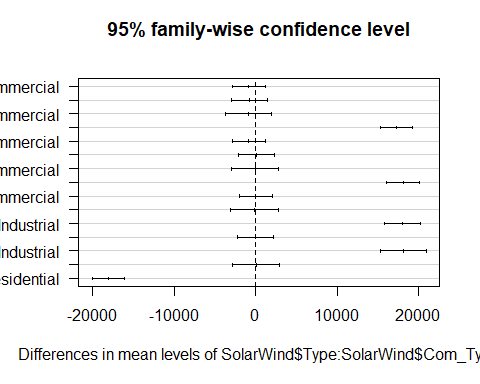 95% family-wise confidence level
mmercial
mmercial
mmercial
mmercial
mmercial
Industrial
Industrial
sidential
-20000 -10000 0 10000 20000
Differences in mean levels of SolarWind$Type:SolarWind$Com_Ty